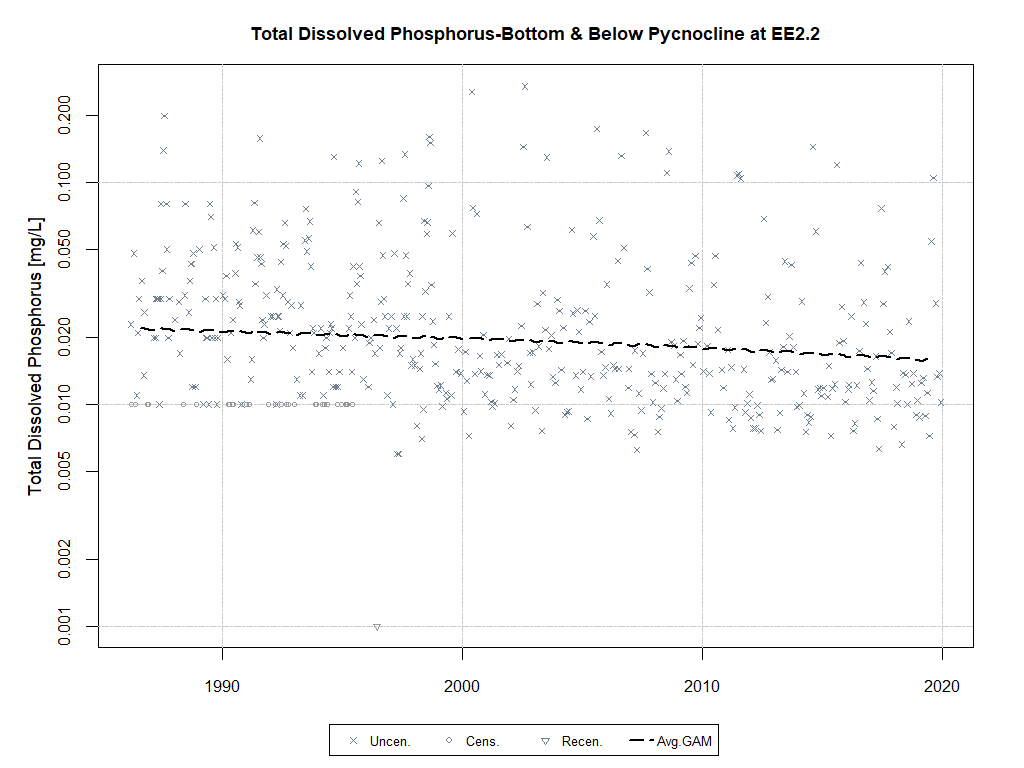 Total Dissolved Phosphorus-Bottom & Below Pycnocline at EE2.2
Total Dissolved Phosphorus [mg/L]
0.200
0.100
0.050
0.020
0.010
0.005
0.002
0.001
1990 2000 2010 2020
Uncen. Cens. Recen. Avg.GAM